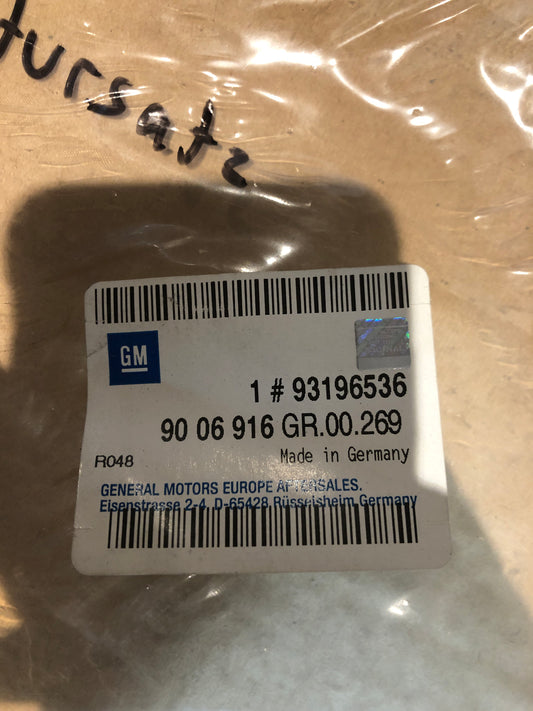 tursatz
GM
1 # 93196536
90 06 916 GR.00.269
R048
Made in Germany
GENERAL MOTORS EUROPE AFTERSALES.
Eisenstrasse 2-4, D-65428 Rüsselsheim, Germany